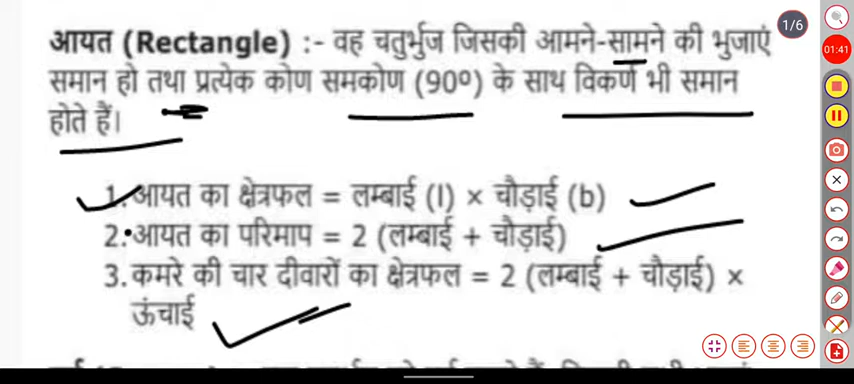 1/6
01:41
आयत (Rectangle) :- वह चतुर्भुज जिसकी आमने-सामने की भुजाएं
समान हो तथा प्रत्येक कोण समकोण (90º) के साथ विकर्ण भी समान
होते हैं।
1. आयत का क्षेत्रफल = लम्बाई (l) × चौड़ाई (b)
2. आयत का परिमाप = 2 (लम्बाई + चौड़ाई)
3. कमरे की चार दीवारों का क्षेत्रफल = 2 (लम्बाई + चौड़ाई) ×
ऊंचाई